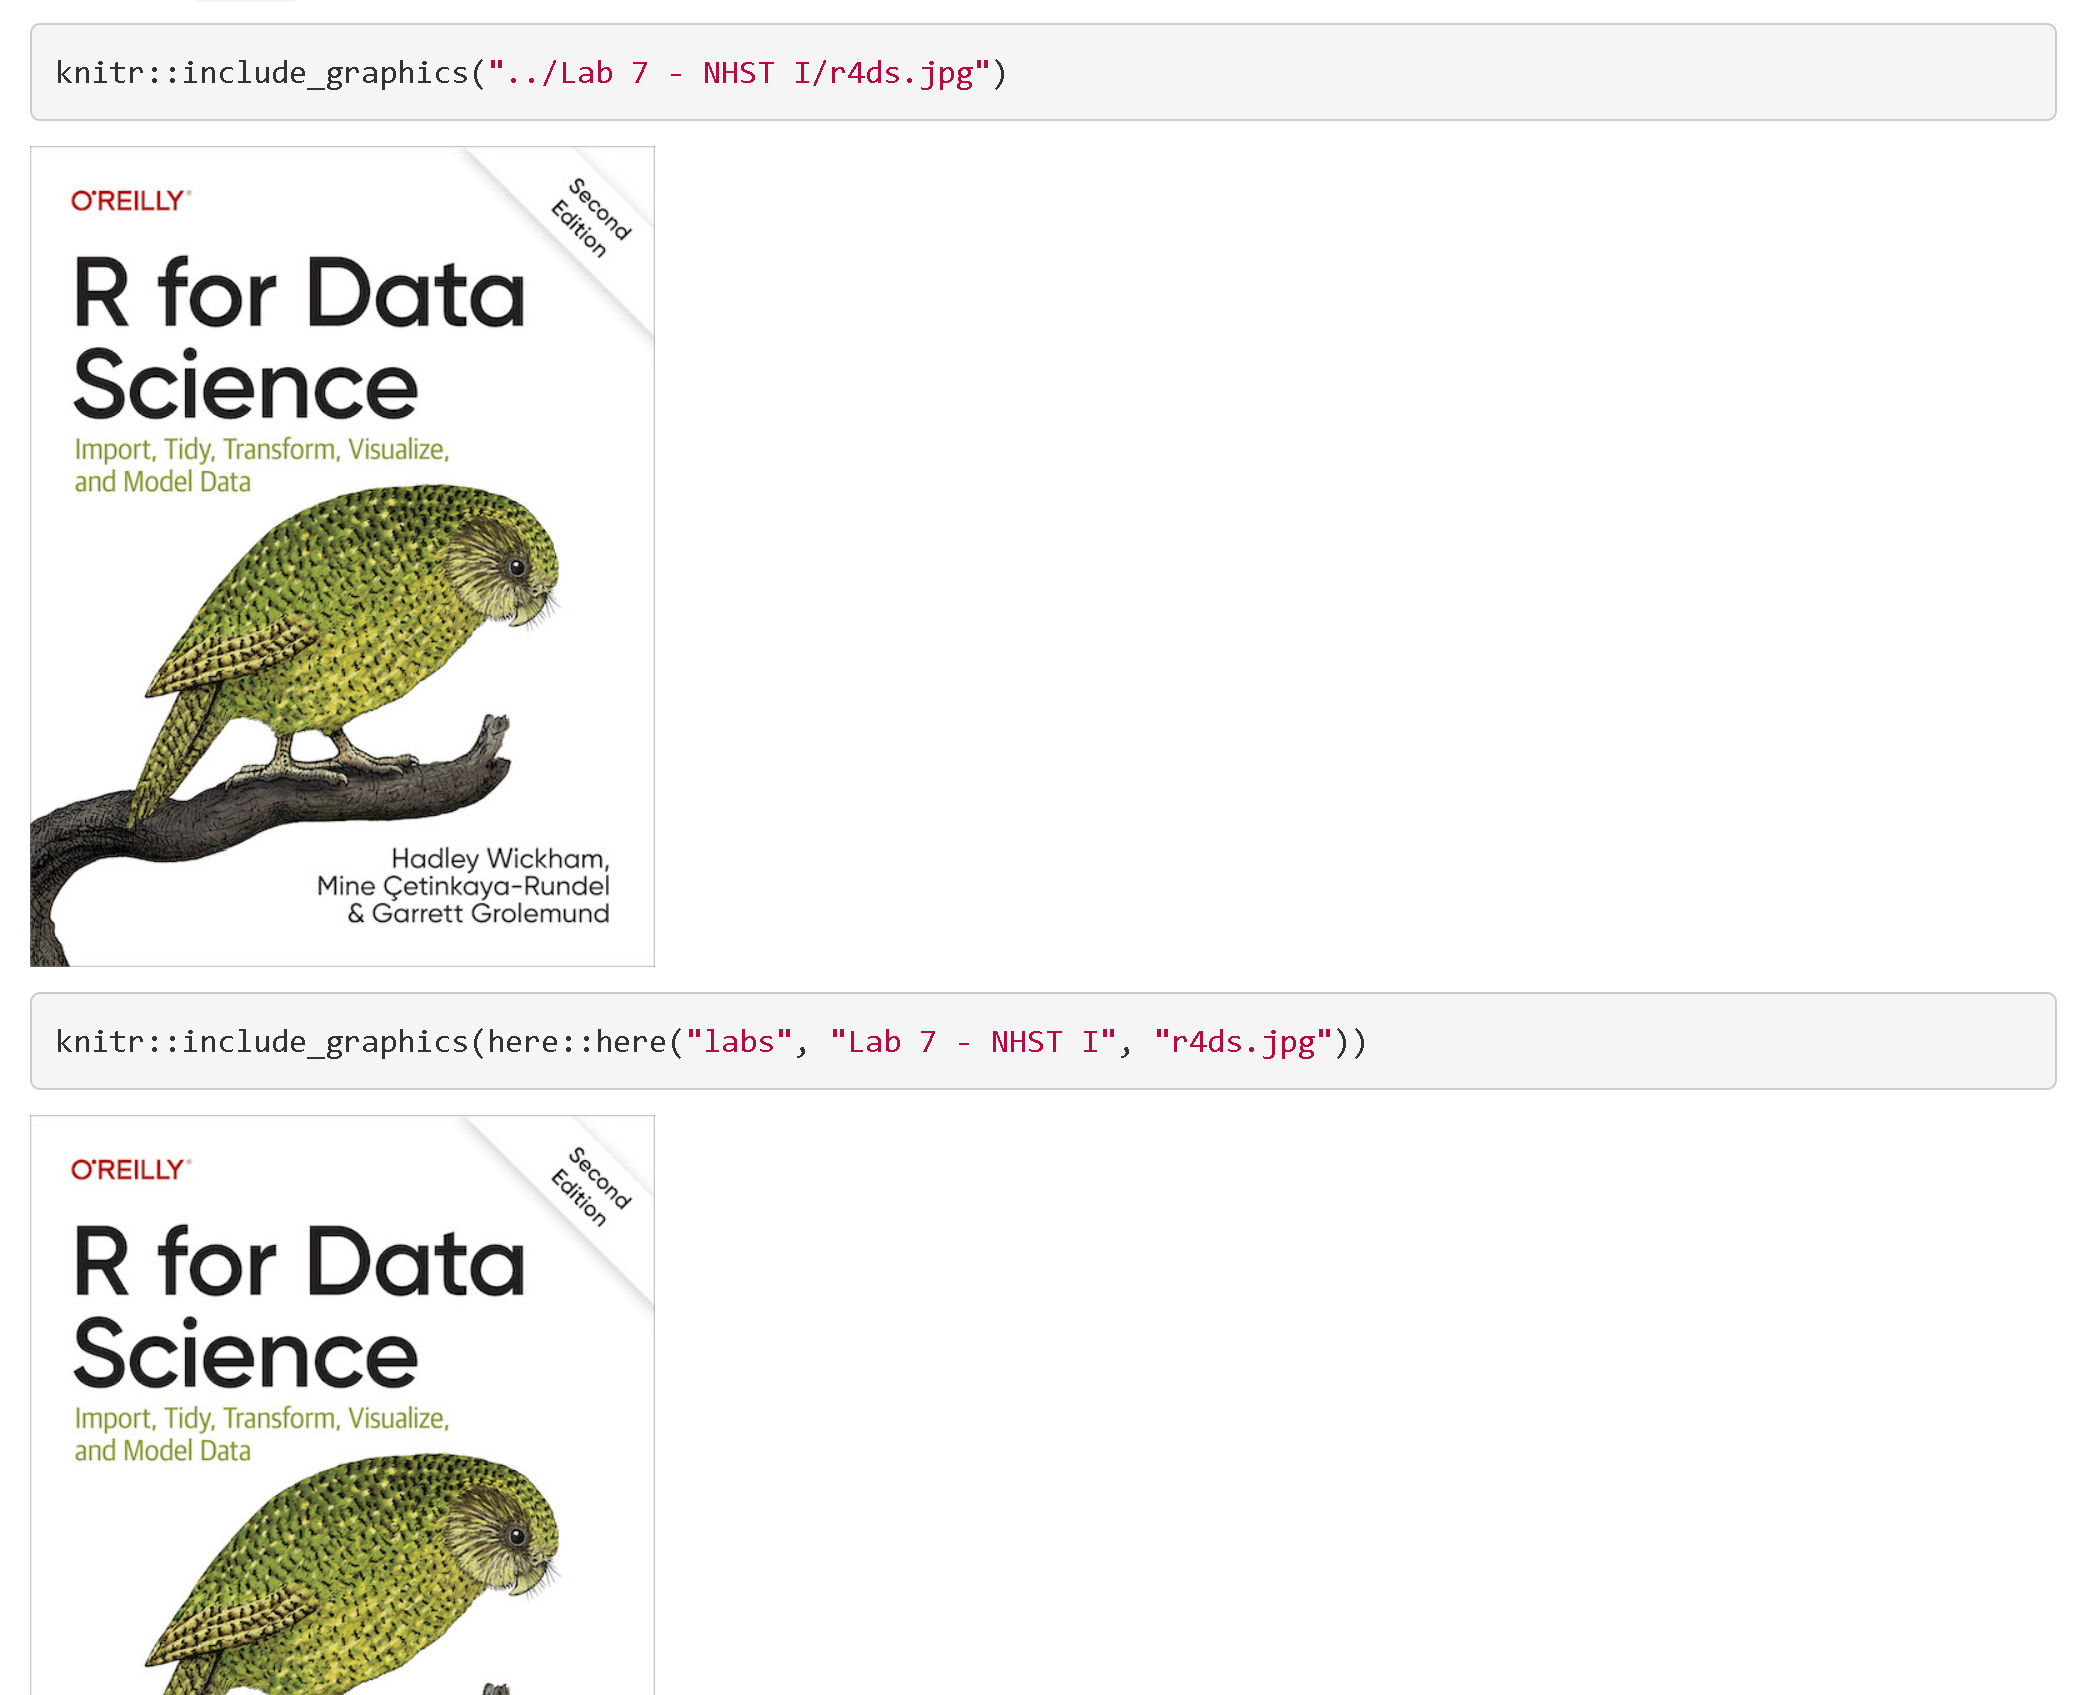 knitr::include_graphics("../Lab 7 - NHST I/r4ds.jpg")
O'REILLY®
Second
Edition
R for Data
Science
Import, Tidy, Transform, Visualize,
and Model Data
Hadley Wickham,
Mine Çetinkaya-Rundel
& Garrett Grolemund
knitr::include_graphics(here::here("labs", "Lab 7 - NHST I", "r4ds.jpg"))
O'REILLY®
Second
Edition
R for Data
Science
Import, Tidy, Transform, Visualize,
and Model Data